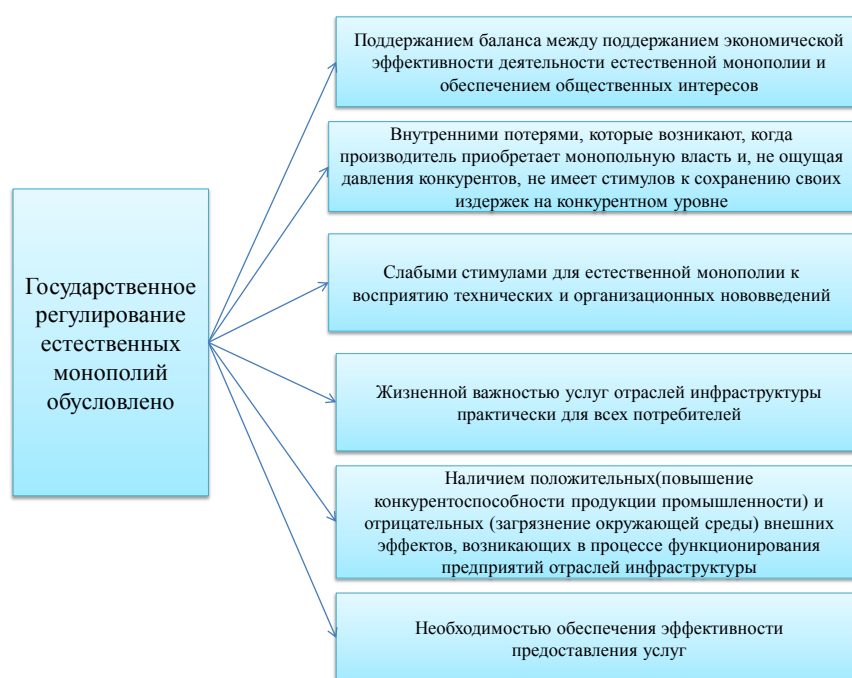 Государственное
регулирование
естественных
монополий
обусловлено
Поддержанием баланса между поддержанием экономической
эффективности деятельности естественной монополии и
обеспечением общественных интересов
Внутренними потерями, которые возникают, когда
производитель приобретает монопольную власть и, не ощущая
давления конкурентов, не имеет стимулов к сохранению своих
издержек на конкурентном уровне
Слабыми стимулами для естественной монополии к
восприятию технических и организационных нововведений
Жизненной важностью услуг отраслей инфраструктуры
практически для всех потребителей
Наличием положительных(повышение
конкурентоспособности продукции промышленности) и
отрицательных (загрязнение окружающей среды) внешних
эффектов, возникающих в процессе функционирования
предприятий отраслей инфраструктуры
Необходимостью обеспечения эффективности
предоставления услуг